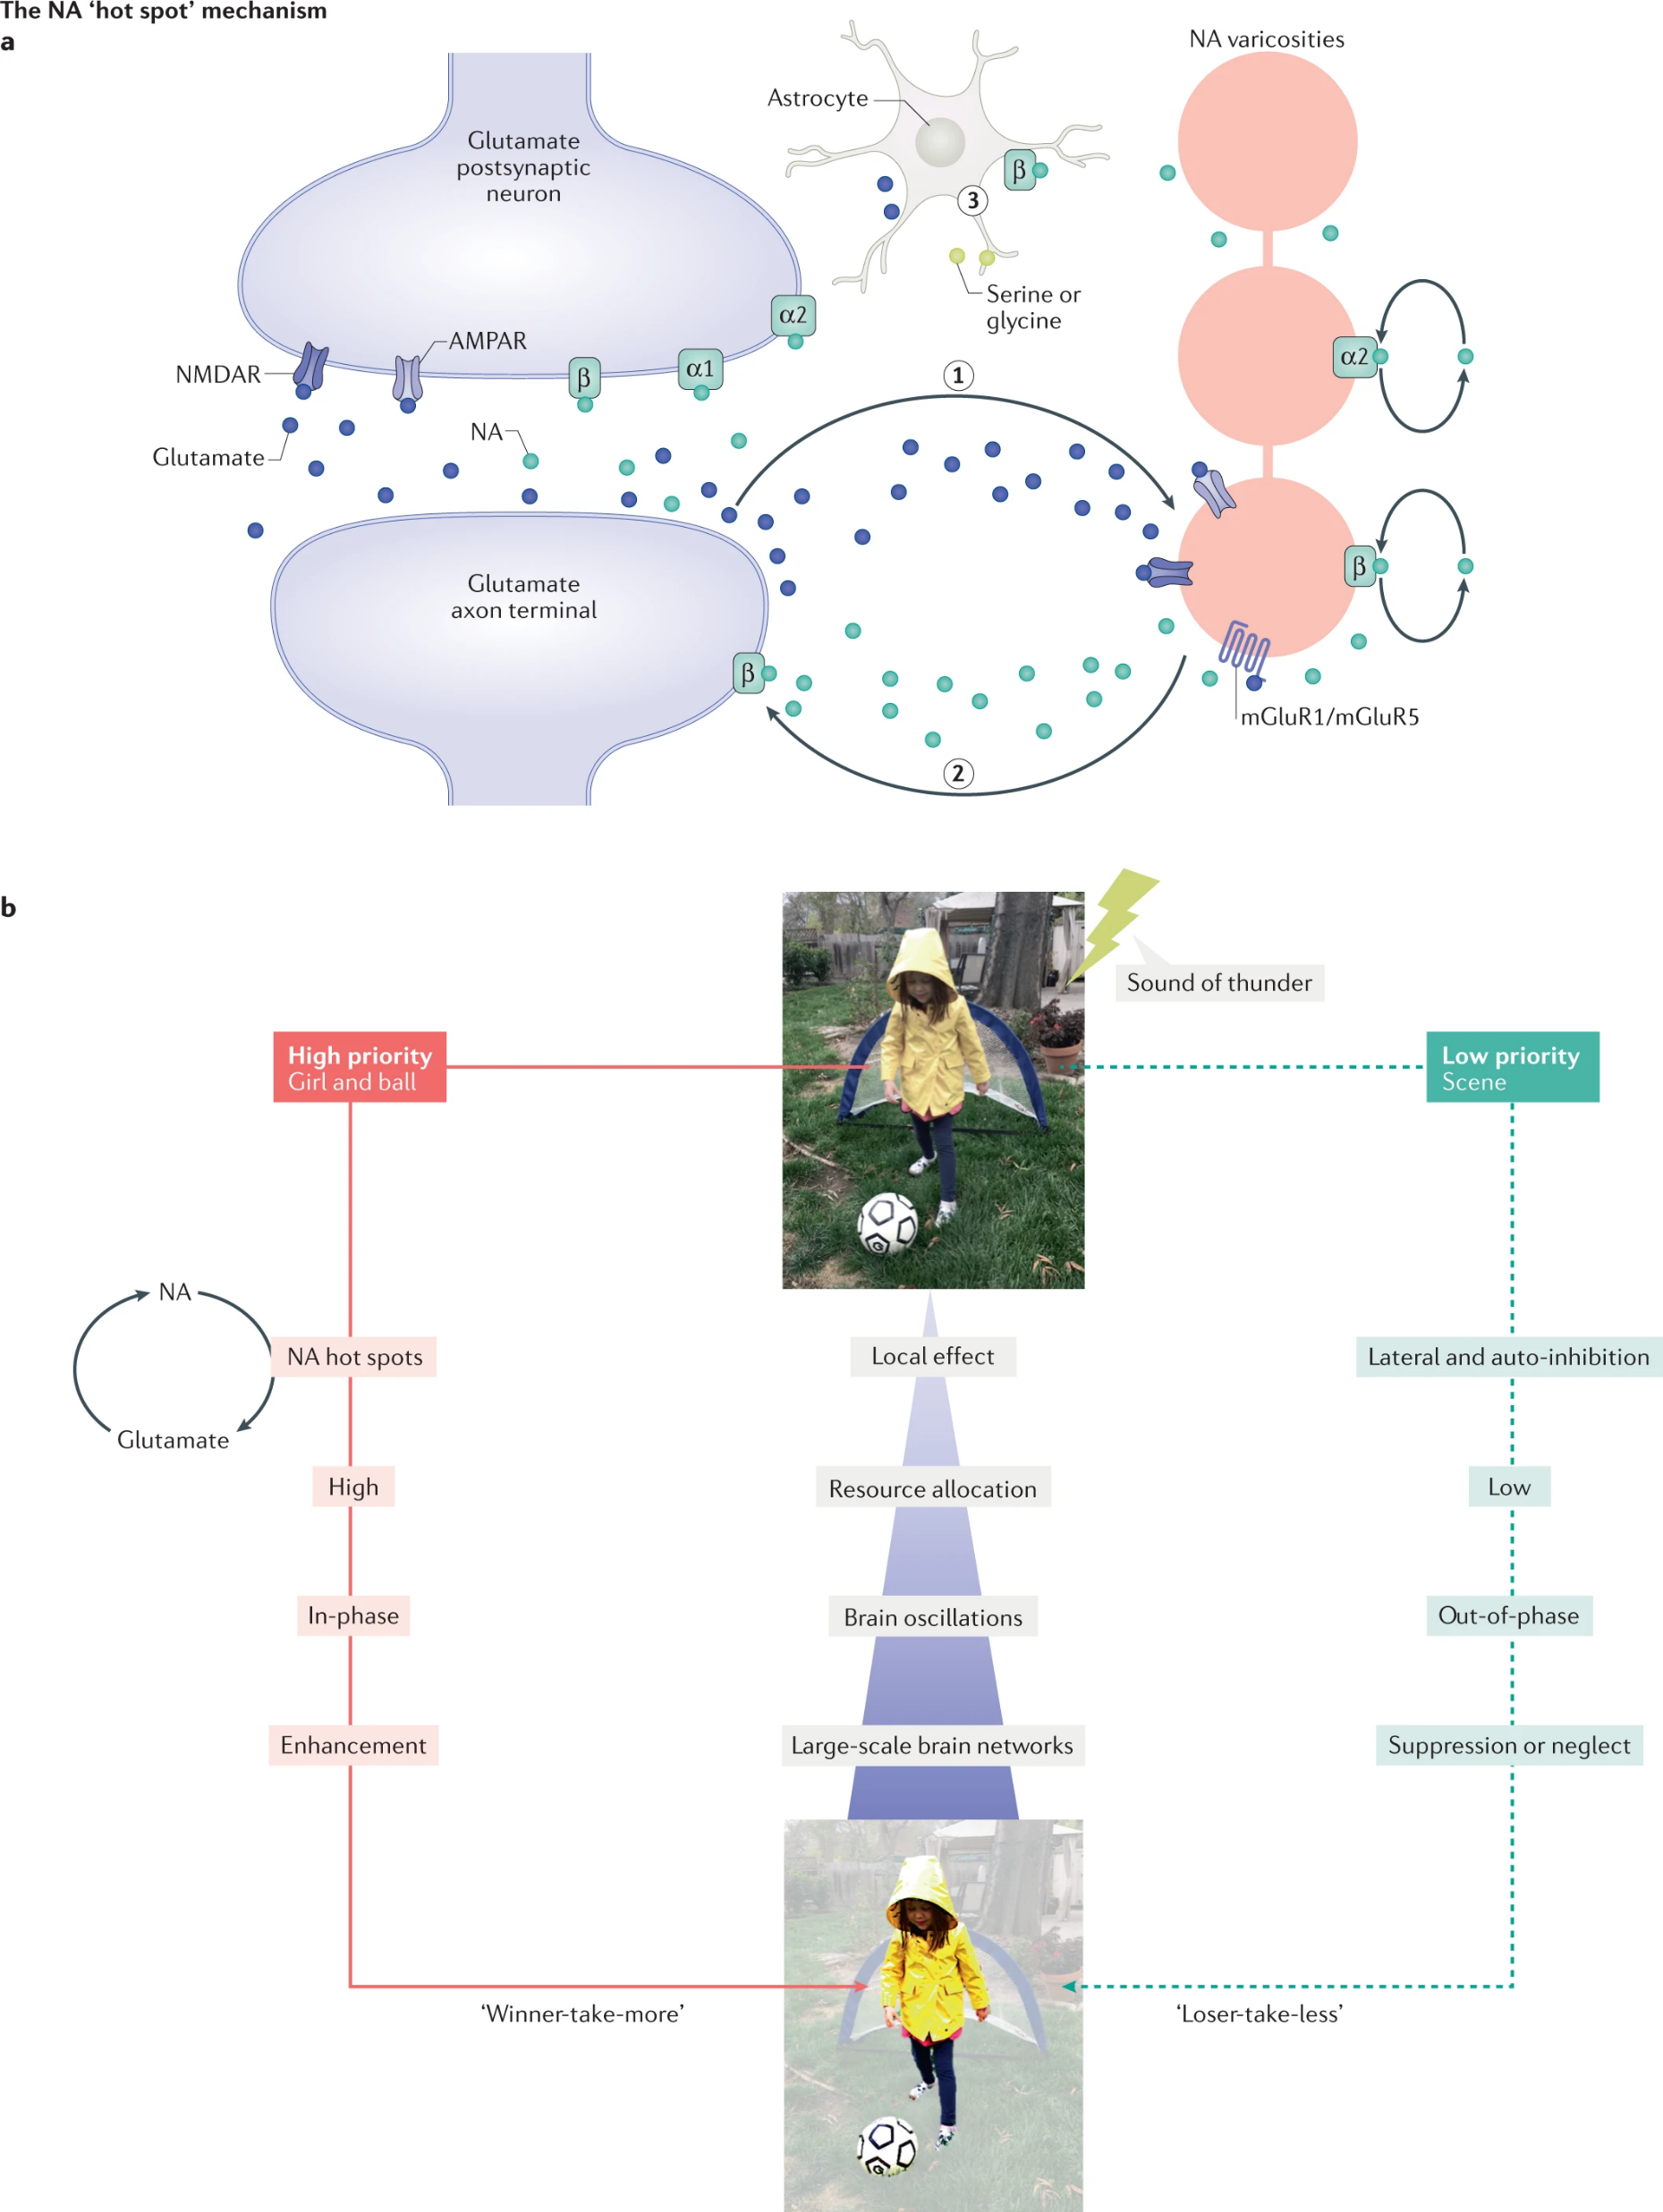 The NA ‘hot spot’ mechanism
a
NA varicosities
Astrocyte
Glutamate
postsynaptic
neuron
β
3
Serine or
glycine
α2
AMPAR
NMDAR
β
α1
α2
1
NA
Glutamate
Glutamate
axon terminal
β
β
mGluR1/mGluR5
2
b
Sound of thunder
High priority
Girl and ball
Low priority
Scene
NA
NA hot spots
Local effect
Lateral and auto-inhibition
Glutamate
High
Resource allocation
Low
In-phase
Brain oscillations
Out-of-phase
Enhancement
Large-scale brain networks
Suppression or neglect
‘Winner-take-more’
‘Loser-take-less’